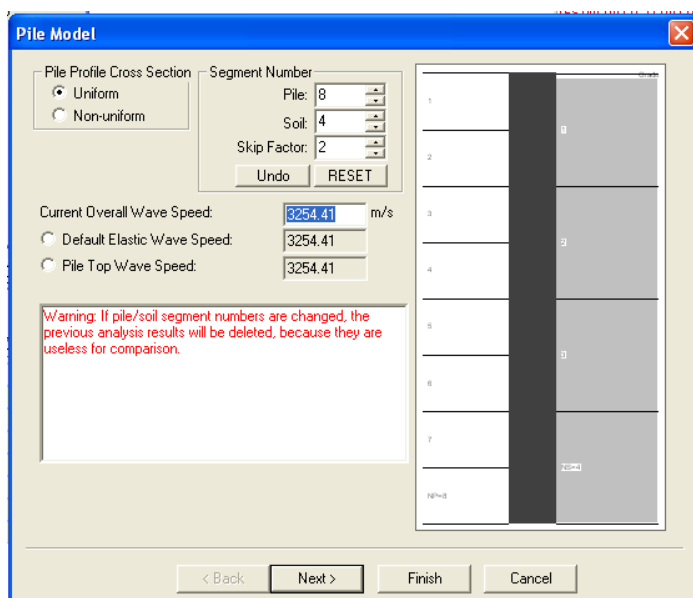 Pile Model
Pile Profile Cross Section
Uniform
Non-uniform
Segment Number
Pile: 8
Soil: 4
Skip Factor: 2
Undo RESET
Current Overall Wave Speed: 3254.41 m/s
Default Elastic Wave Speed: 3254.41
Pile Top Wave Speed: 3254.41
Warning: If pile/soil segment numbers are changed, the
previous analysis results will be deleted, because they are
useless for comparison.
Grade
1
1
2
3
2
4
5
3
6
7
NS=4
NP=8
< Back Next > Finish Cancel